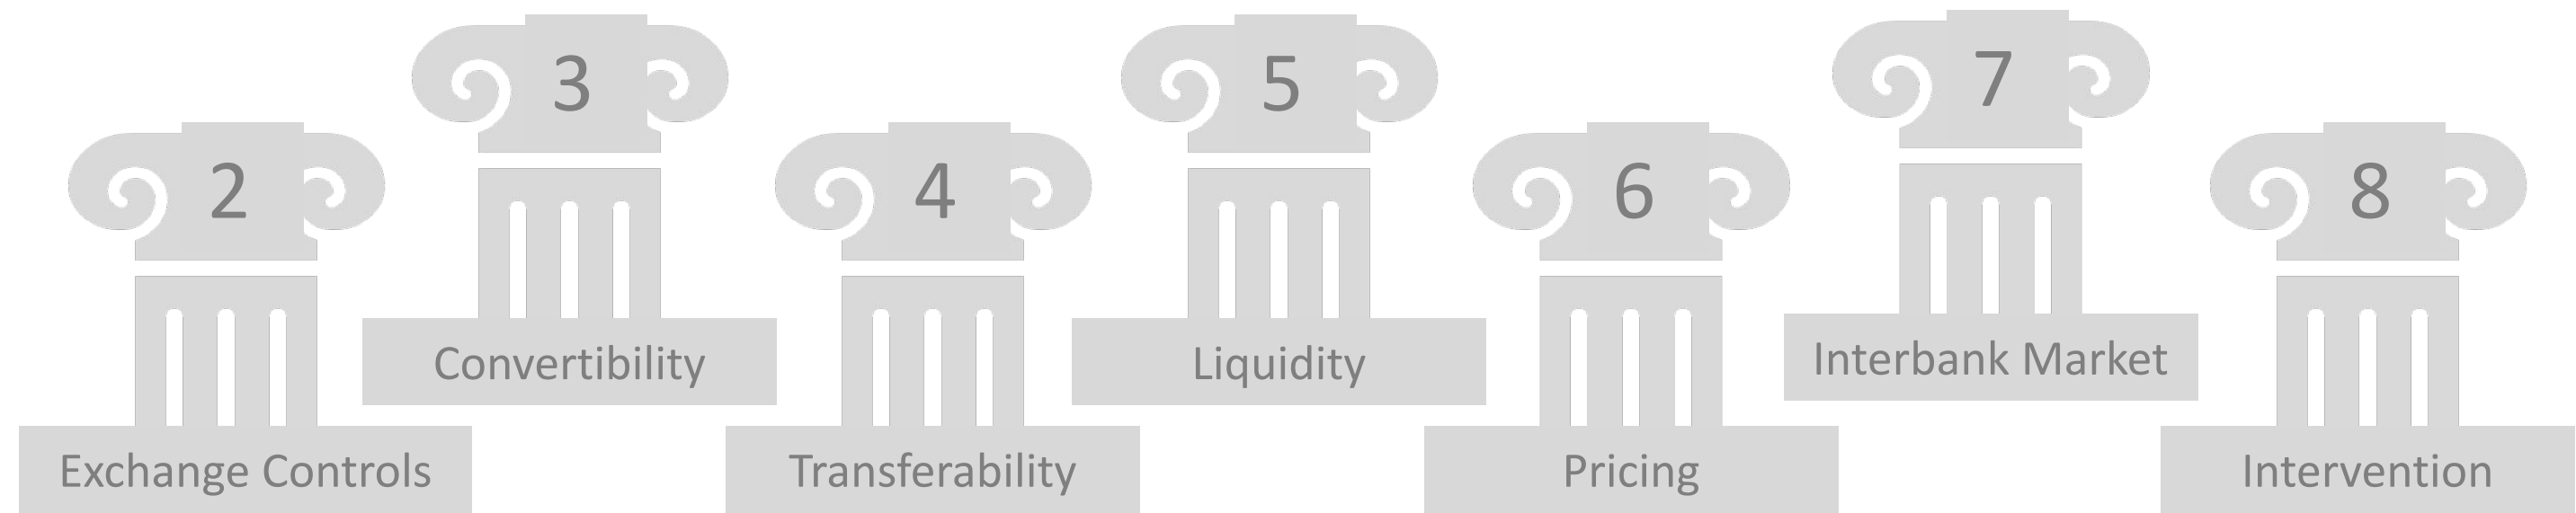 2
Exchange Controls
3
Convertibility
4
Transferability
5
Liquidity
6
Pricing
7
Interbank Market
8
Intervention